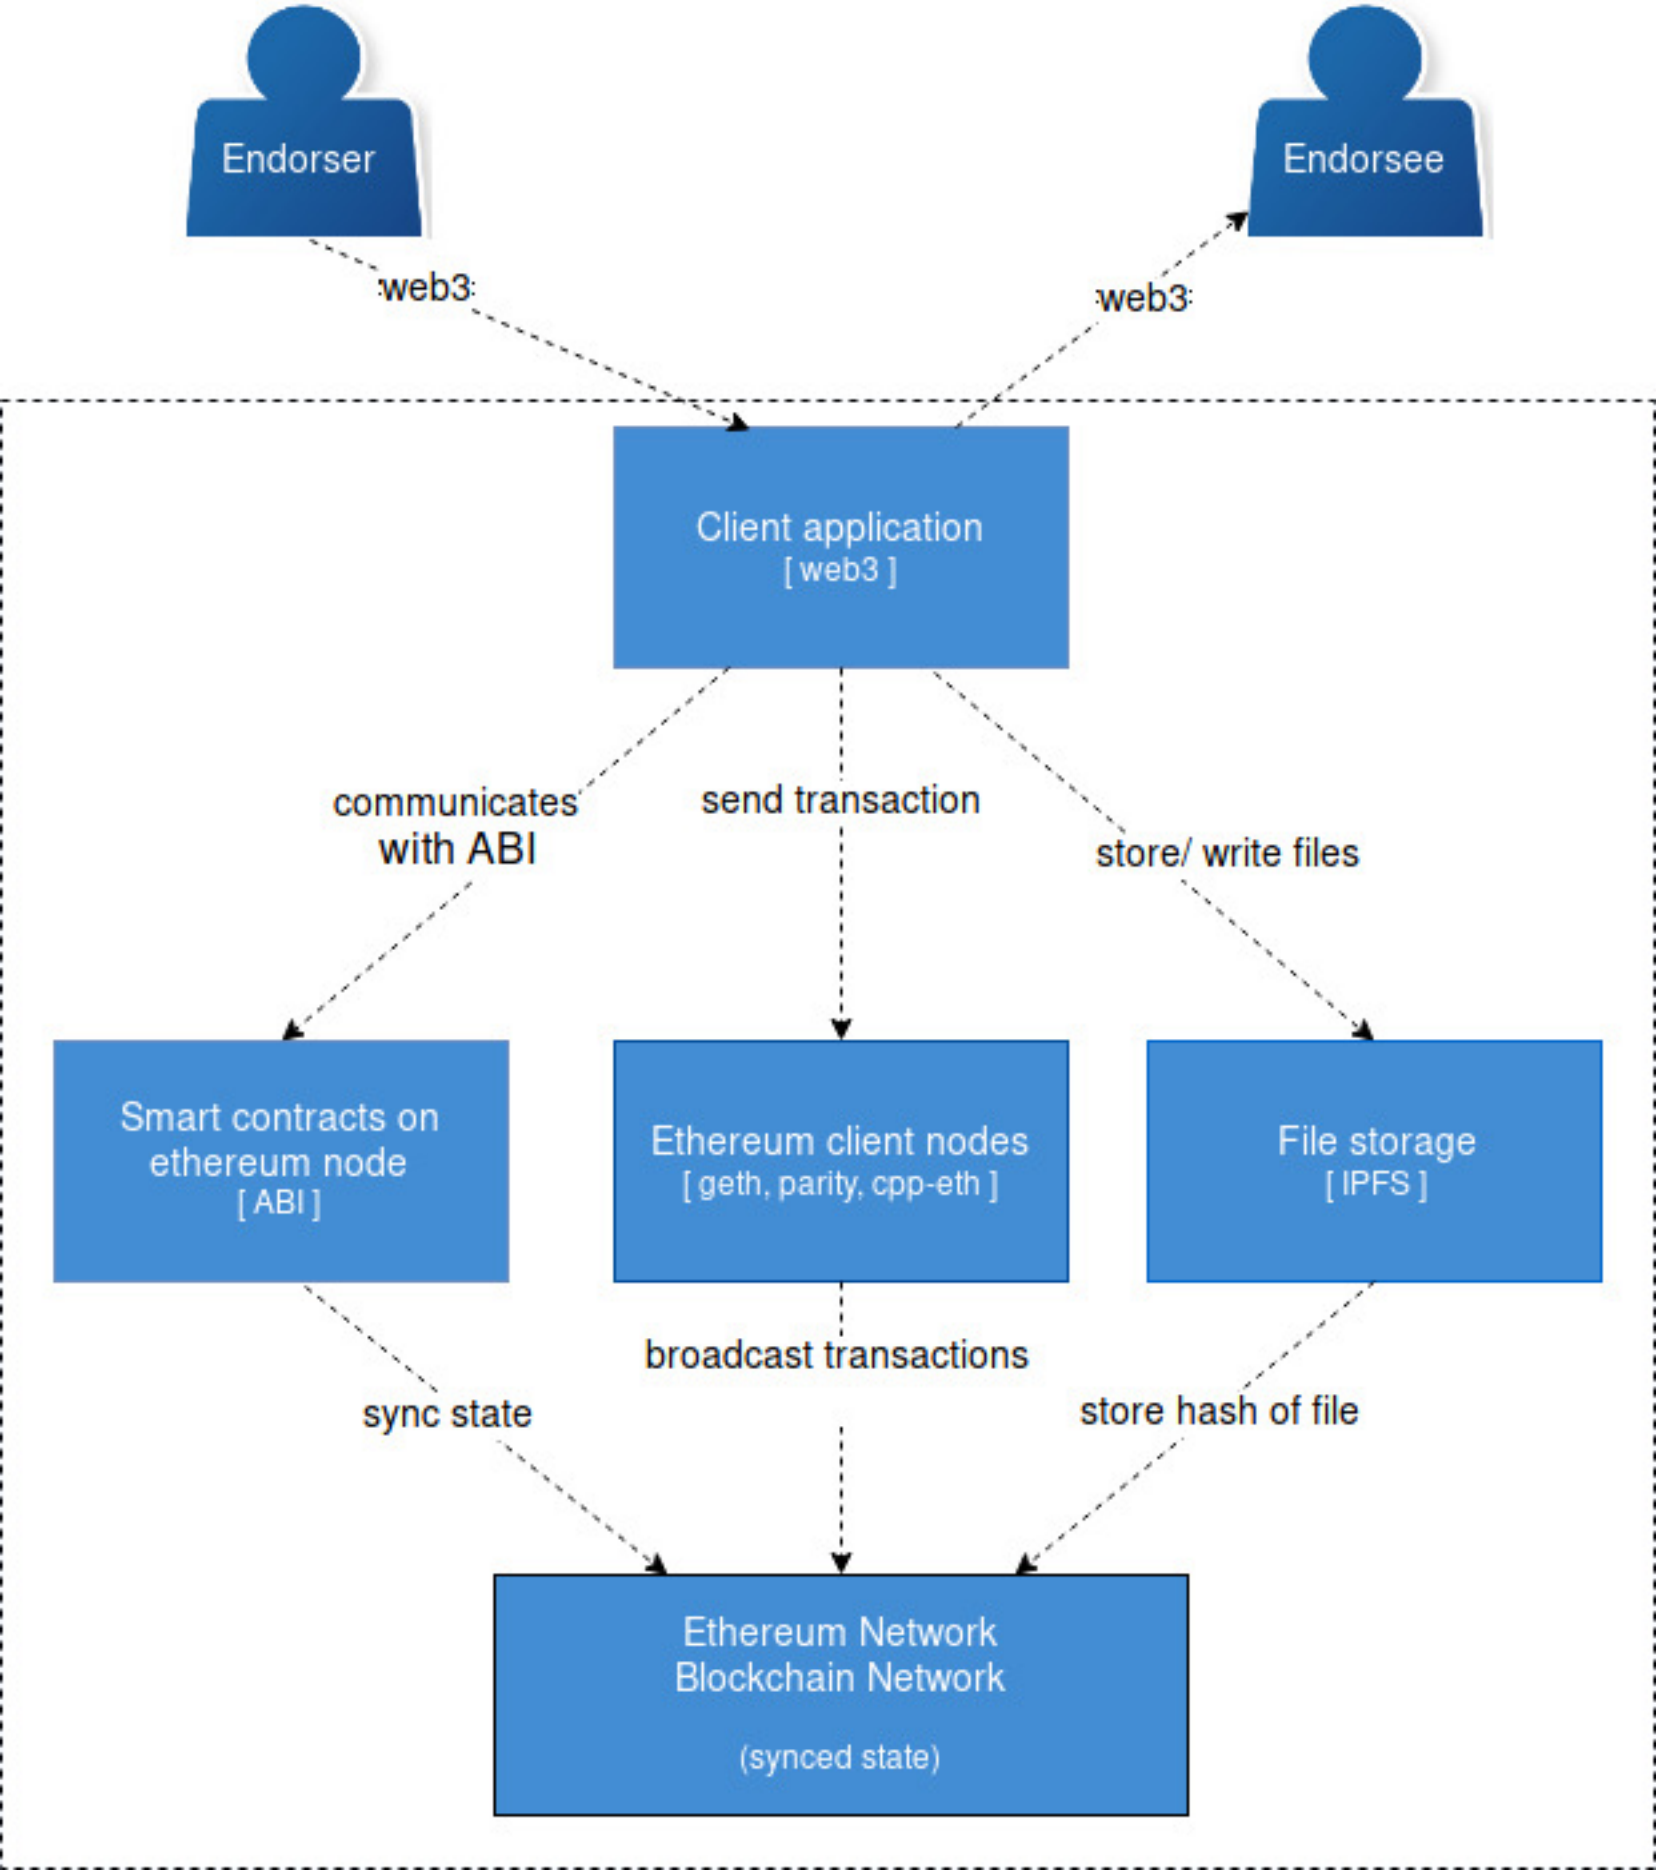 Endorser
Endorsee
web3
web3
Client application
[ web3 ]
communicates
with ABI
send transaction
store/ write files
Smart contracts on
ethereum node
[ ABI ]
Ethereum client nodes
[ geth, parity, cpp-eth ]
File storage
[ IPFS ]
broadcast transactions
sync state
store hash of file
Ethereum Network
Blockchain Network
(synced state)